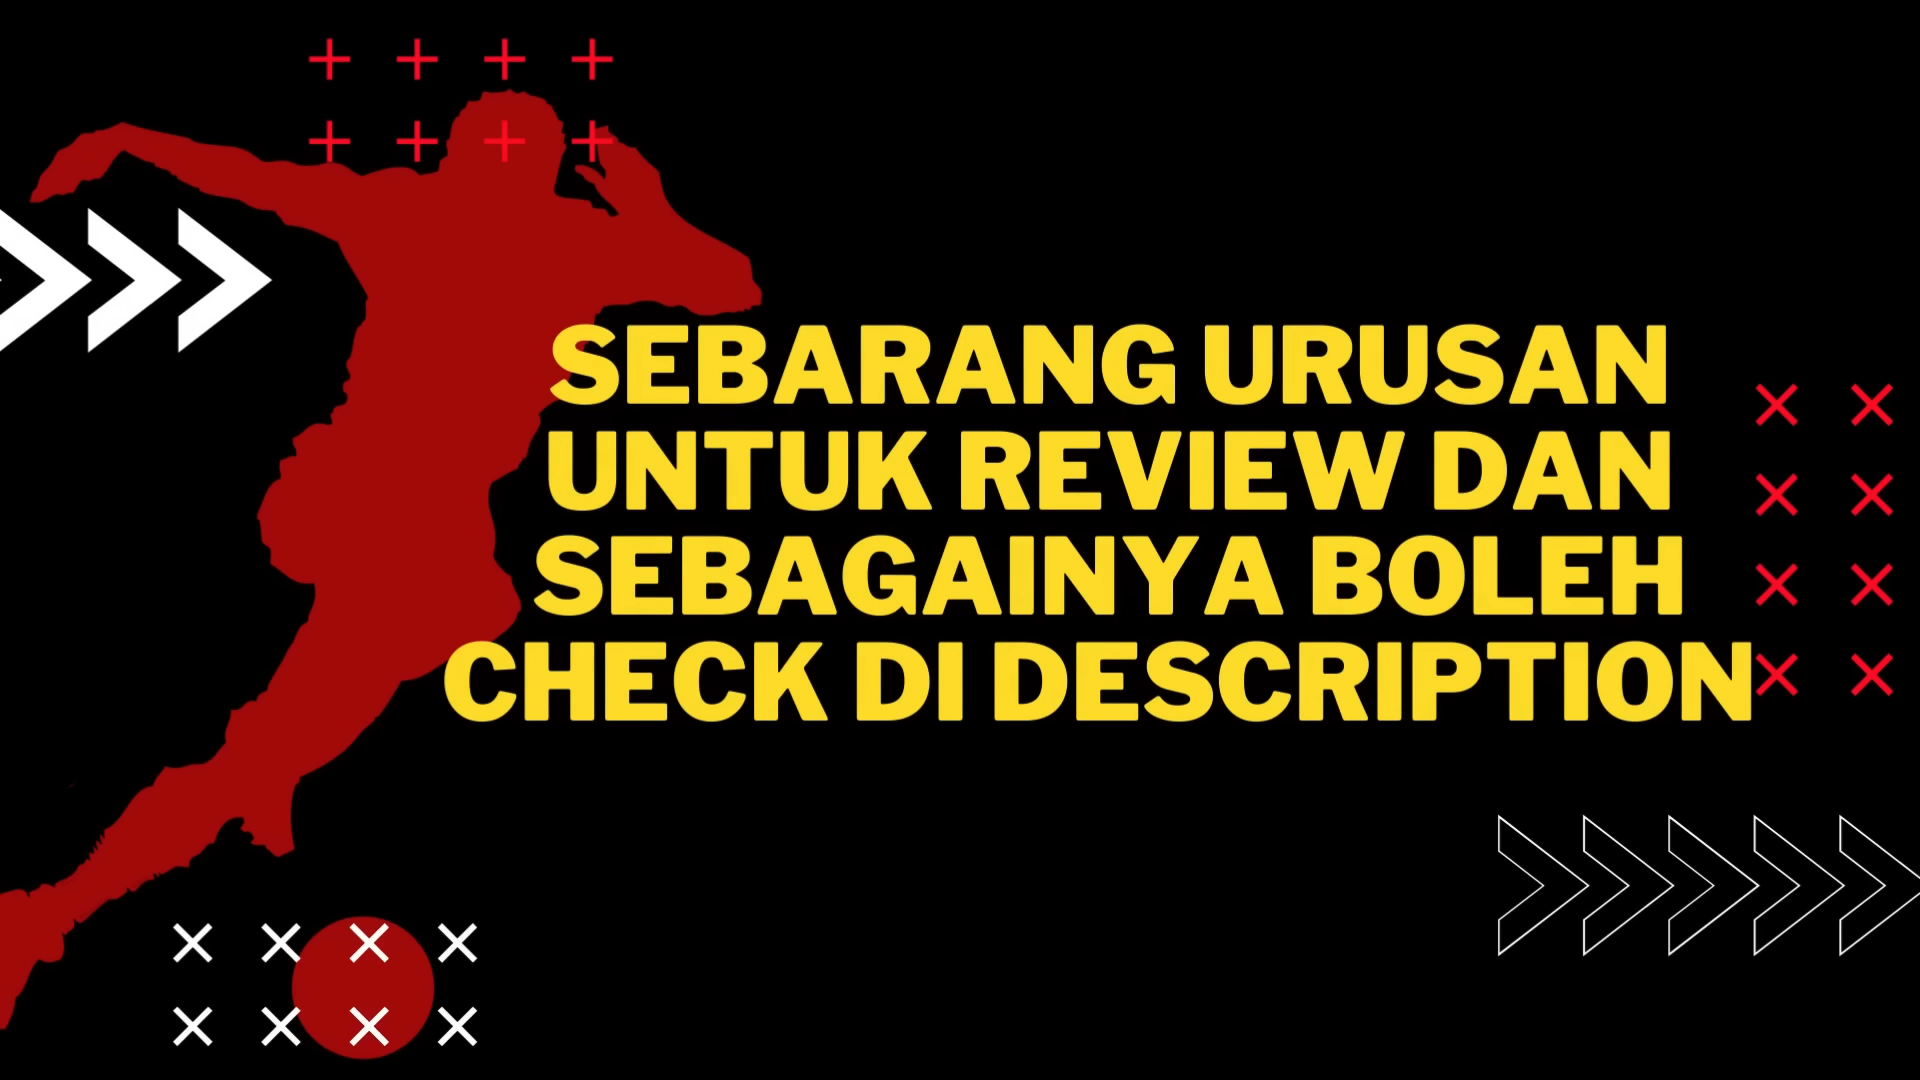 SEBARANG URUSAN
UNTUK REVIEW DAN
SEBAGAINYA BOLEH
CHECK DI DESCRIPTION